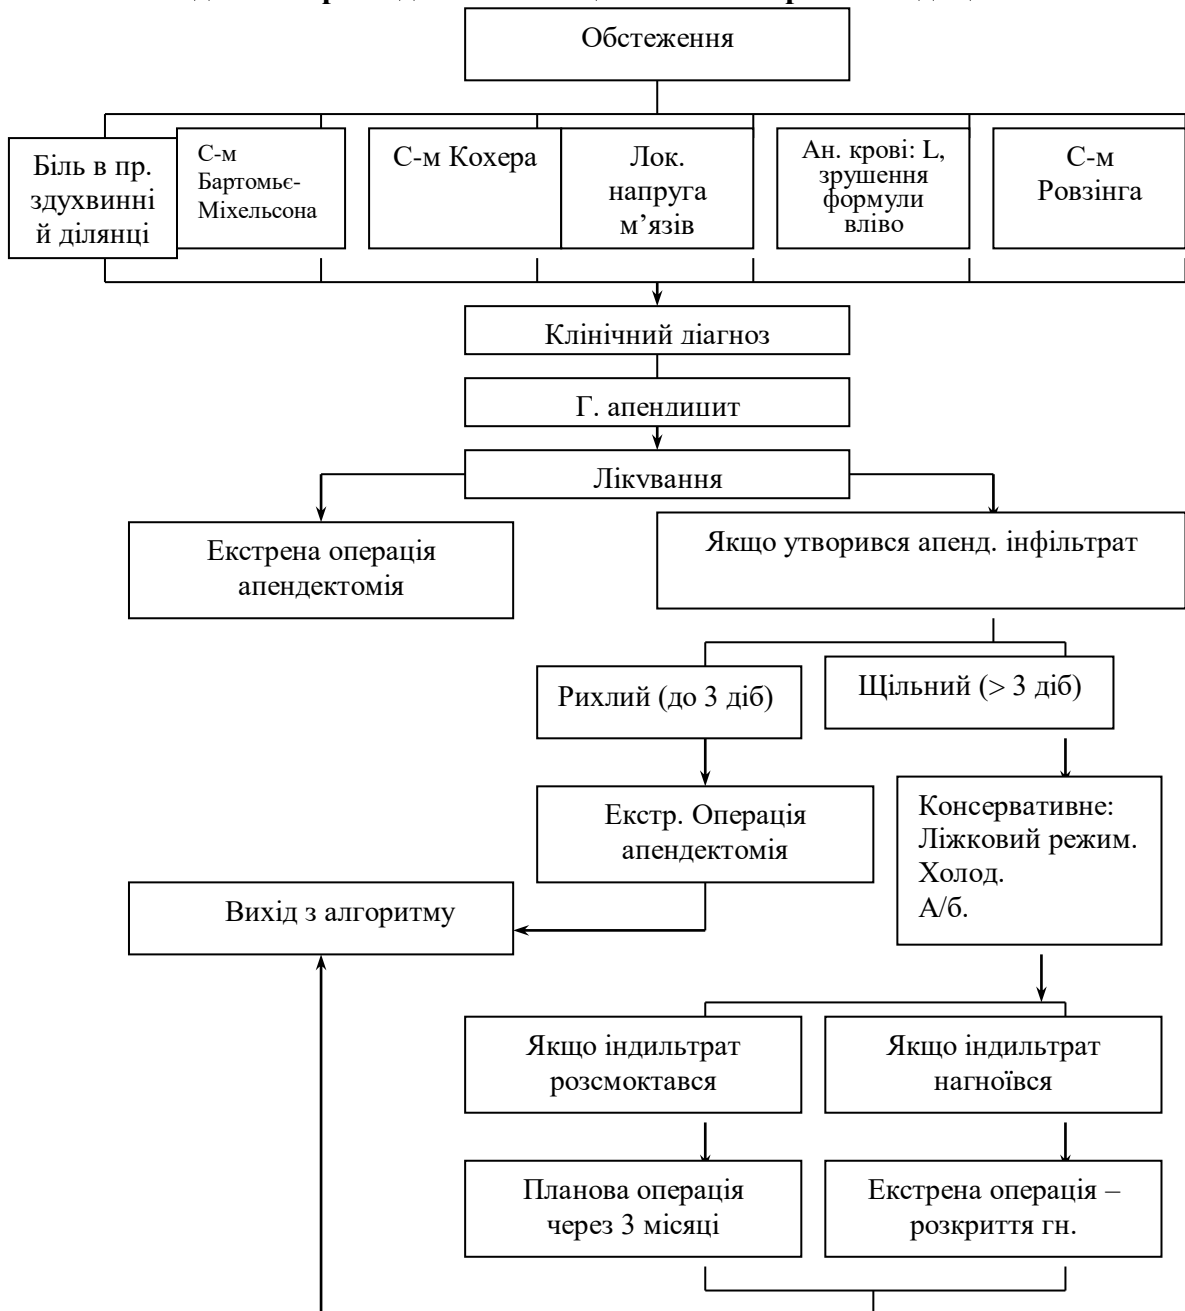 Обстеження
Біль в пр.
здухвинні
й ділянці
С-м
Бартомьє-
Міхельсона
С-м Кохера
Лок.
напруга
м’язів
Ан. крові: L,
зрушення
формули
вліво
С-м
Ровзінга
Клінічний діагноз
Г. апендицит
Лікування
Екстрена операція
апендектомія
Якщо утворився апенд. інфільтрат
Рихлий (до 3 діб)
Щільний (> 3 діб)
Екстр. Операція
апендектомія
Консервативне:
Ліжковий режим.
Холод.
А/б.
Вихід з алгоритму
Якщо індильтрат
розсмоктався
Якщо індильтрат
нагноївся
Планова операція
через 3 місяці
Екстрена операція –
розкриття гн.